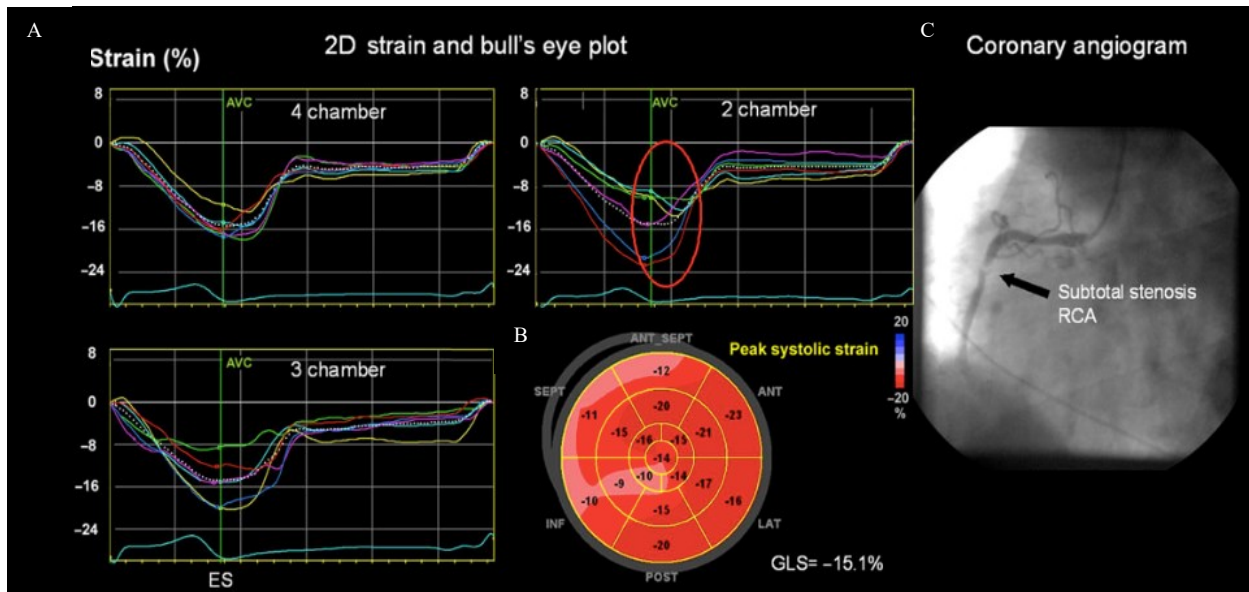 A
2D strain and bull's eye plot
C
Coronary angiogram
Strain (%)
8
0
−8
−16
−24
AVC
4 chamber
8
0
−8
−16
−24
AVC
2 chamber
Subtotal stenosis
RCA
8
0
−8
−16
−24
AVC
3 chamber
ES
B
ANT_SEPT
Peak systolic strain
20
−20
%
SEPT
ANT
-12
-11
-20
-23
-15
-16
-15
-21
-14
-10
-9
-10
-14
-17
-16
-15
-20
INF
LAT
POST
GLS= −15.1%